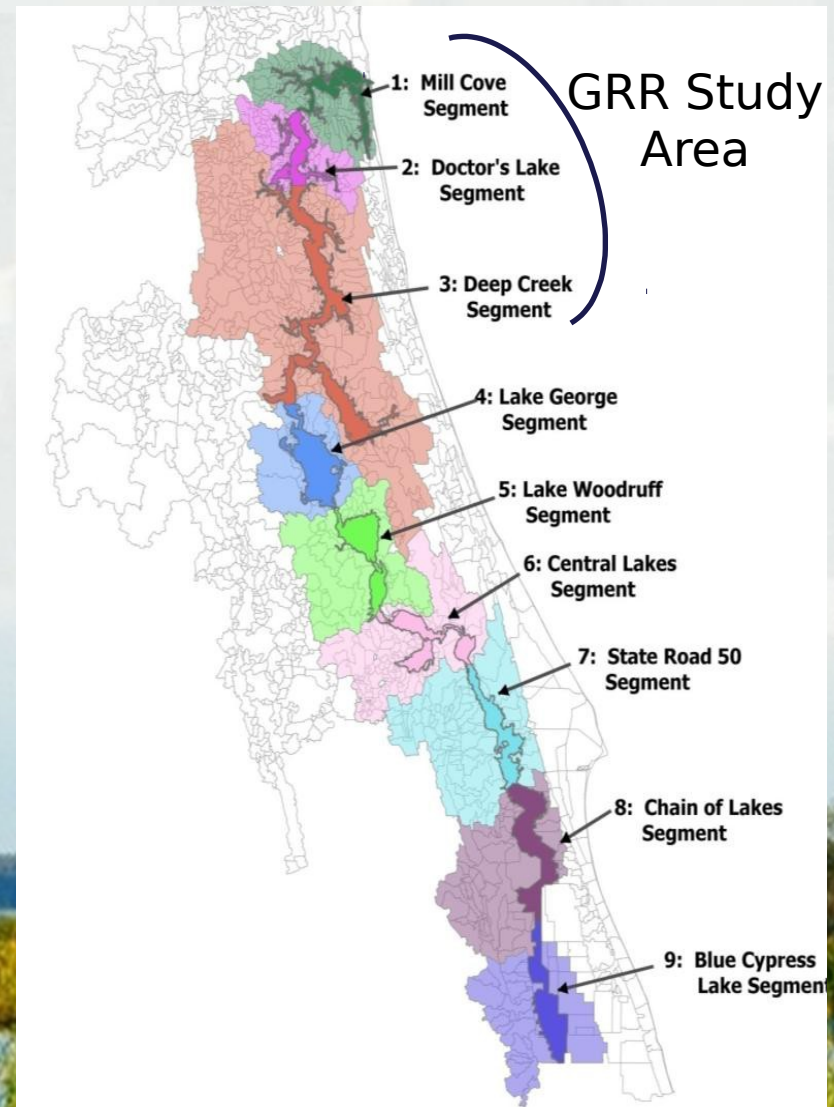 GRR Study
Area
1: Mill Cove
Segment
2: Doctor's Lake
Segment
3: Deep Creek
Segment
4: Lake George
Segment
5: Lake Woodruff
Segment
6: Central Lakes
Segment
7: State Road 50
Segment
8: Chain of Lakes
Segment
9: Blue Cypress
Lake Segment